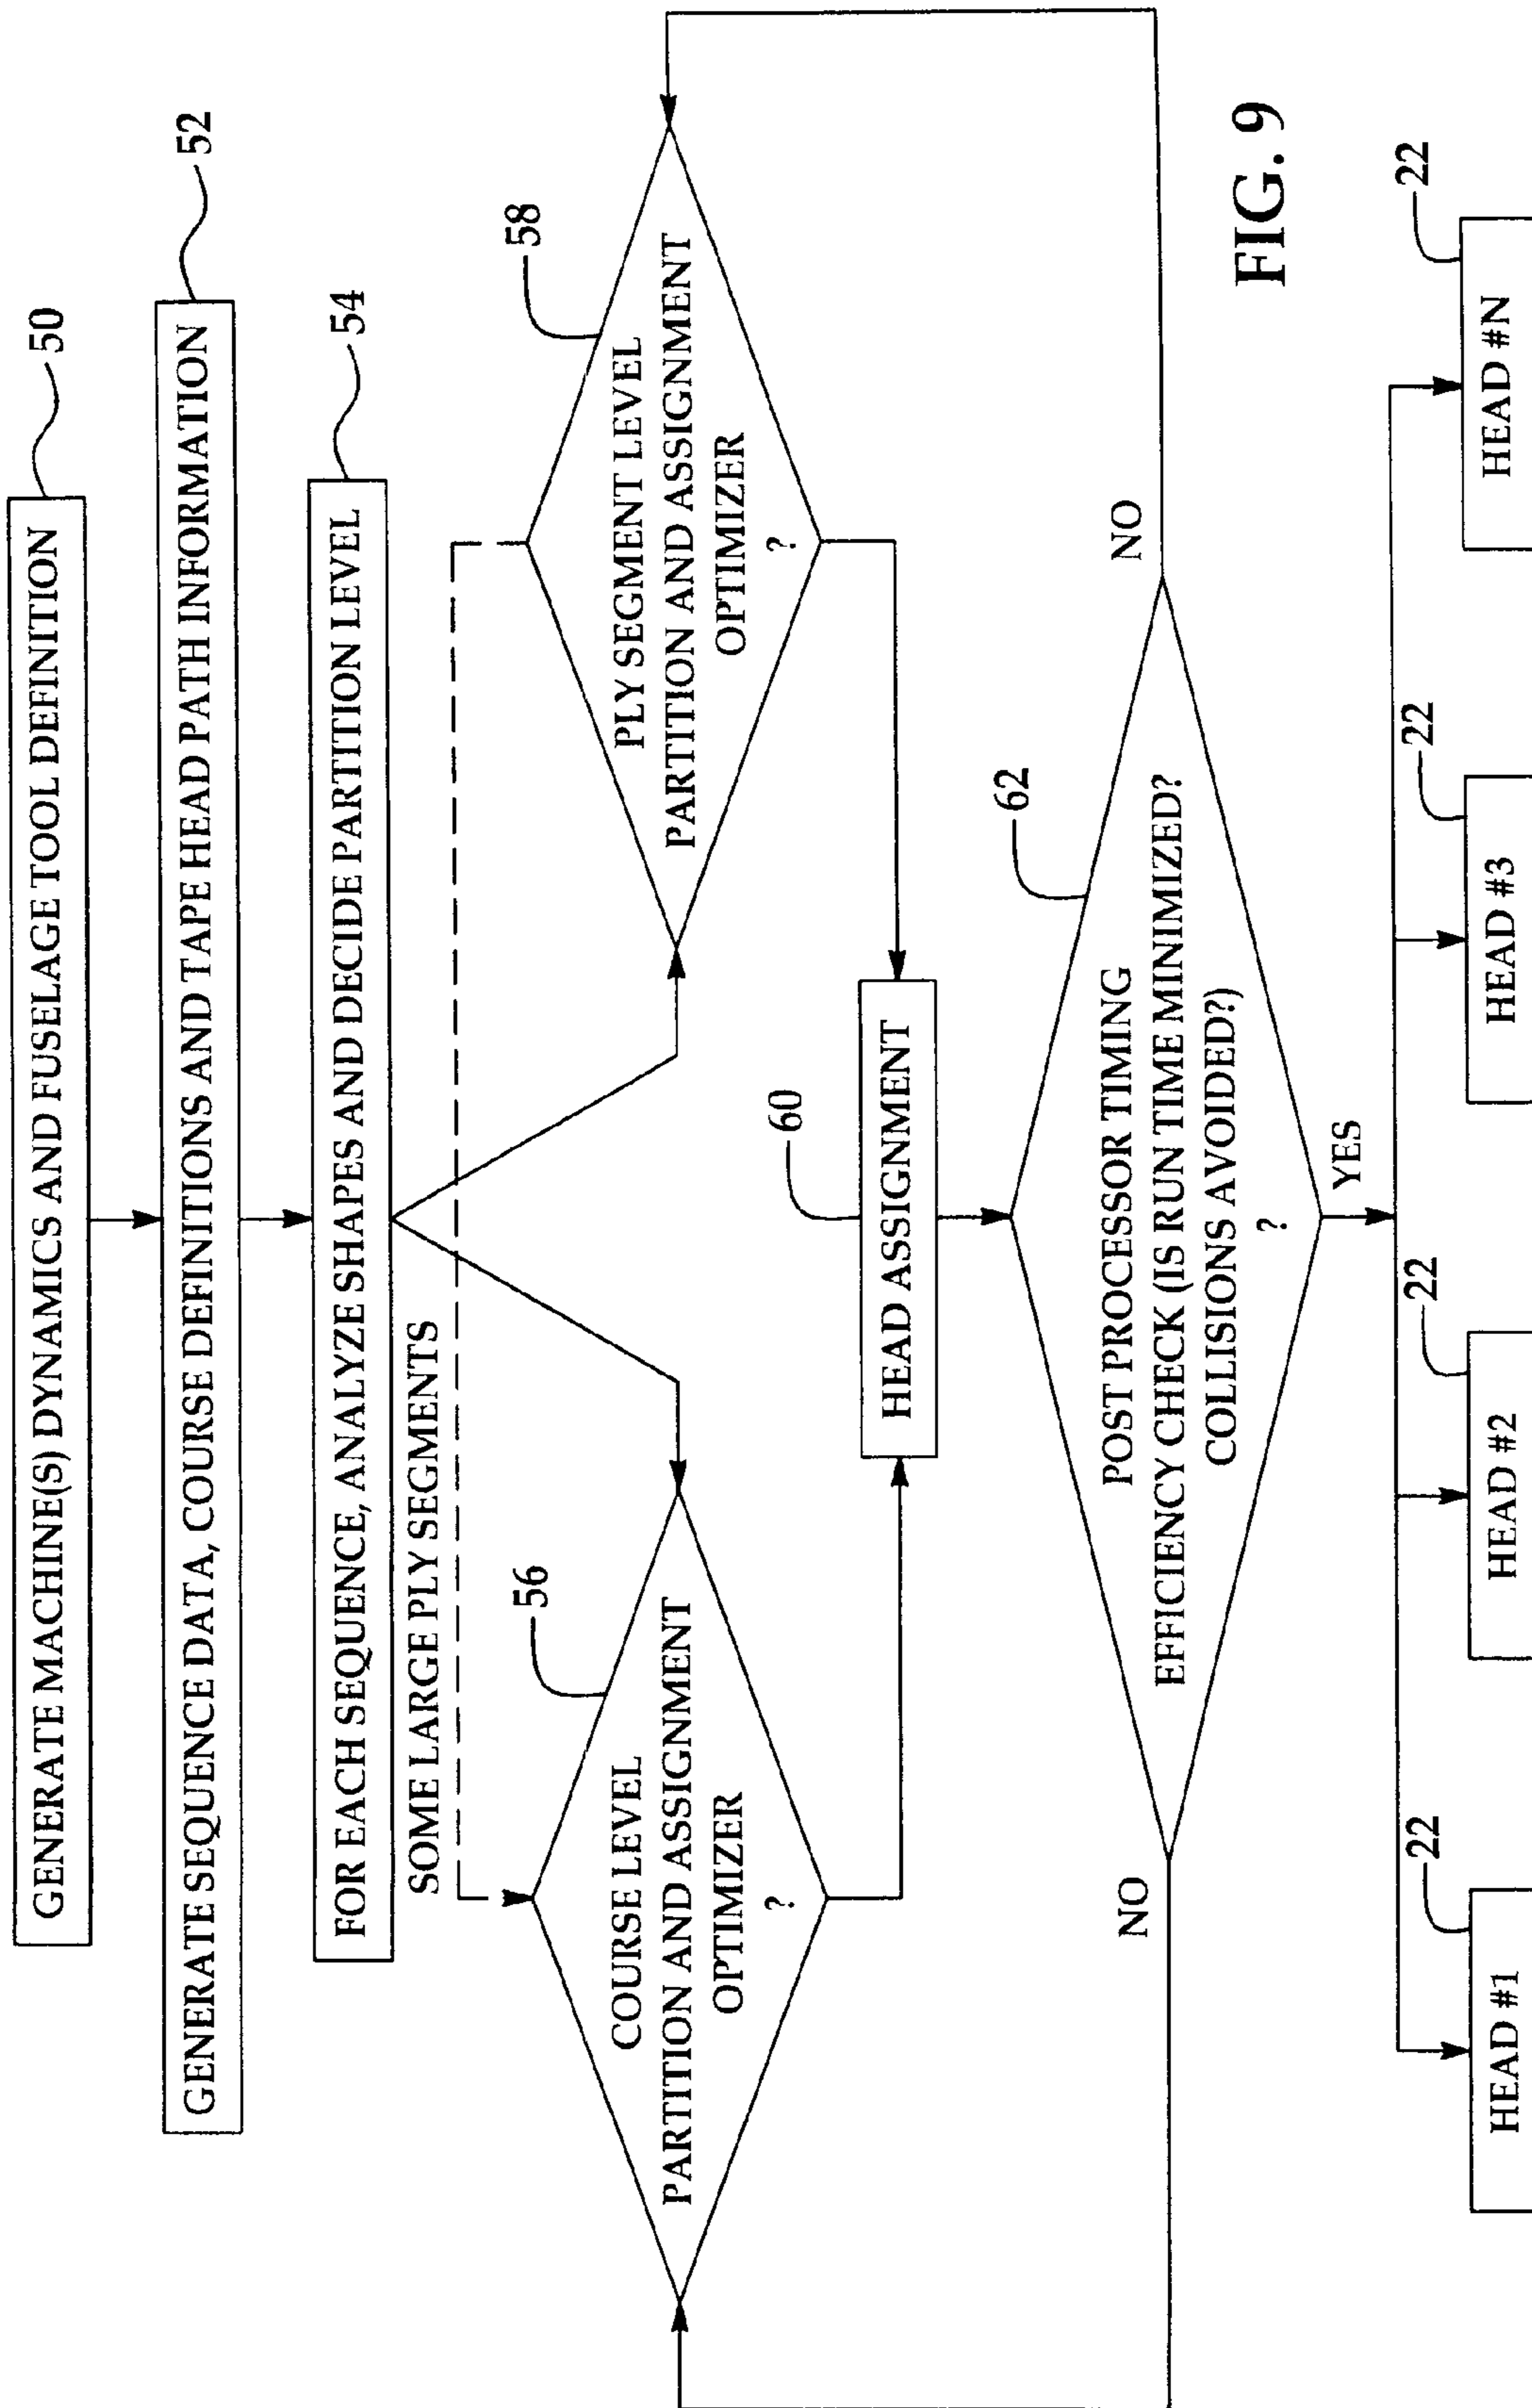 GENERATE MACHINE(S) DYNAMICS AND FUSELAGE TOOL DEFINITION
50
GENERATE SEQUENCE DATA, COURSE DEFINITIONS AND TAPE HEAD PATH INFORMATION
52
FOR EACH SEQUENCE, ANALYZE SHAPES AND DECIDE PARTITION LEVEL
54
SOME LARGE PLY SEGMENTS
56
COURSE LEVEL
PARTITION AND ASSIGNMENT
OPTIMIZER
?
58
PLY SEGMENT LEVEL
PARTITION AND ASSIGNMENT
OPTIMIZER
?
60
HEAD ASSIGNMENT
62
POST PROCESSOR TIMING
EFFICIENCY CHECK (IS RUN TIME MINIMIZED?
COLLISIONS AVOIDED?)
?
NO
NO
YES
22
HEAD #1
22
HEAD #2
22
HEAD #3
22
HEAD #N
FIG. 9